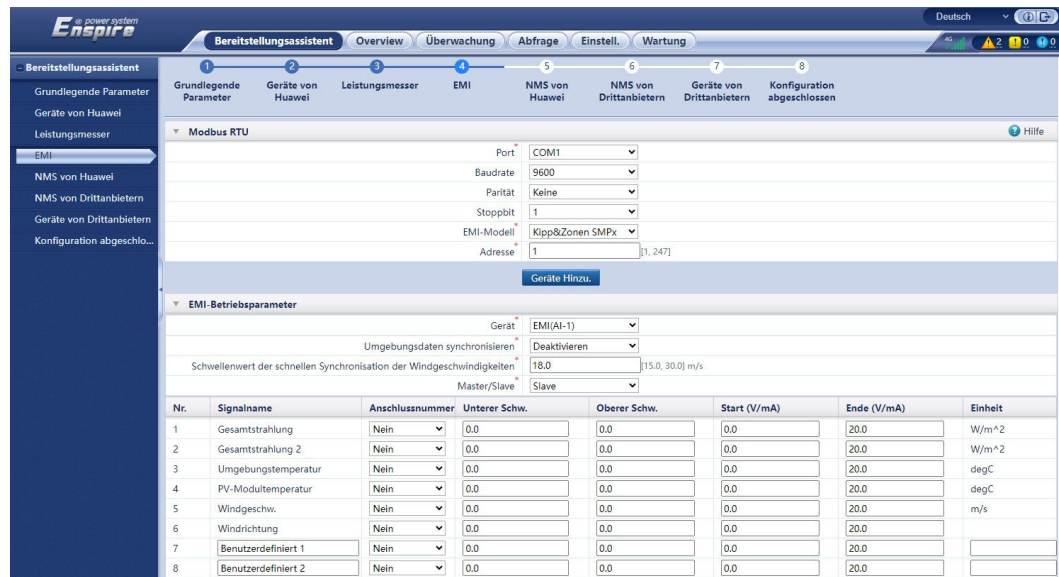 e power system
Enspire
Deutsch
Bereitstellungsassistent Overview Überwachung Abfrage Einstell. Wartung
4G 2 0 0
Bereitstellungsassistent
Grundlegende Parameter
Geräte von Huawei
Leistungsmesser
EMI
NMS von Huawei
NMS von Drittanbietern
Geräte von Drittanbietern
Konfiguration abgeschlo...
1 2 3 4 5 6 7 8
Grundlegende Geräte von Leistungsmesser EMI NMS von NMS von Geräte von Konfiguration
Parameter Huawei Huawei Drittanbietern Drittanbietern abgeschlossen
Modbus RTU Hilfe
Port* COM1
Baudrate 9600
Parität Keine
Stoppbit 1
EMI-Modell* Kipp&Zonen SMPx
Adresse* 1 [1, 247]
Geräte Hinzu.
EMI-Betriebsparameter
Gerät* EMI(AI-1)
Umgebungsdaten synchronisieren* Deaktivieren
Schwellenwert der schnellen Synchronisation der Windgeschwindigkeiten* 18.0 [15.0, 30.0] m/s
Master/Slave* Slave
Nr. Signalname Anschlussnummer Unterer Schw. Oberer Schw. Start (V/mA) Ende (V/mA) Einheit
1 Gesamtstrahlung Nein 0.0 0.0 0.0 20.0 W/m^2
2 Gesamtstrahlung 2 Nein 0.0 0.0 0.0 20.0 W/m^2
3 Umgebungstemperatur Nein 0.0 0.0 0.0 20.0 degC
4 PV-Modultemperatur Nein 0.0 0.0 0.0 20.0 degC
5 Windgeschw. Nein 0.0 0.0 0.0 20.0 m/s
6 Windrichtung Nein 0.0 0.0 0.0 20.0
7 Benutzerdefiniert 1 Nein 0.0 0.0 0.0 20.0
8 Benutzerdefiniert 2 Nein 0.0 0.0 0.0 20.0